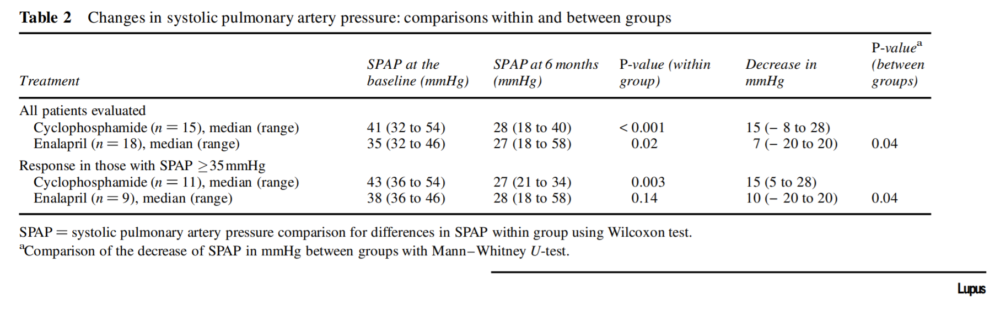 Table 2 Changes in systolic pulmonary artery pressure: comparisons within and between groups
Treatment SPAP at the baseline (mmHg) SPAP at 6 months (mmHg) P-value (within group) Decrease in mmHg P-valueᵃ (between groups)
All patients evaluated
Cyclophosphamide (n = 15), median (range) 41 (32 to 54) 28 (18 to 40) < 0.001 15 (− 8 to 28)
Enalapril (n = 18), median (range) 35 (32 to 46) 27 (18 to 58) 0.02 7 (− 20 to 20) 0.04
Response in those with SPAP ≥35 mmHg
Cyclophosphamide (n = 11), median (range) 43 (36 to 54) 27 (21 to 34) 0.003 15 (5 to 28)
Enalapril (n = 9), median (range) 38 (36 to 46) 28 (18 to 58) 0.14 10 (− 20 to 20) 0.04
SPAP = systolic pulmonary artery pressure comparison for differences in SPAP within group using Wilcoxon test.
ᵃComparison of the decrease of SPAP in mmHg between groups with Mann–Whitney U-test.
Lupus